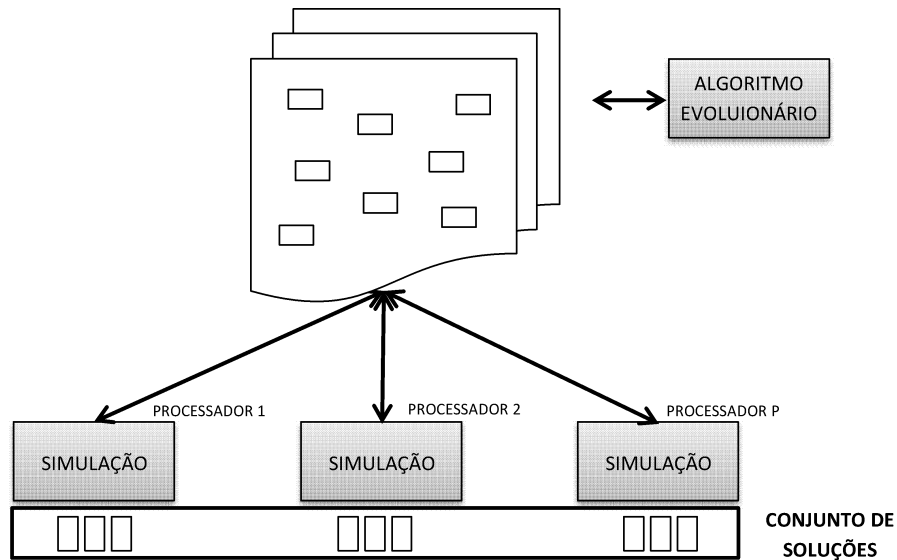 ALGORITMO
EVOLUIONÁRIO
PROCESSADOR 1
PROCESSADOR 2
PROCESSADOR P
SIMULAÇÃO
SIMULAÇÃO
SIMULAÇÃO
CONJUNTO DE
SOLUÇÕES